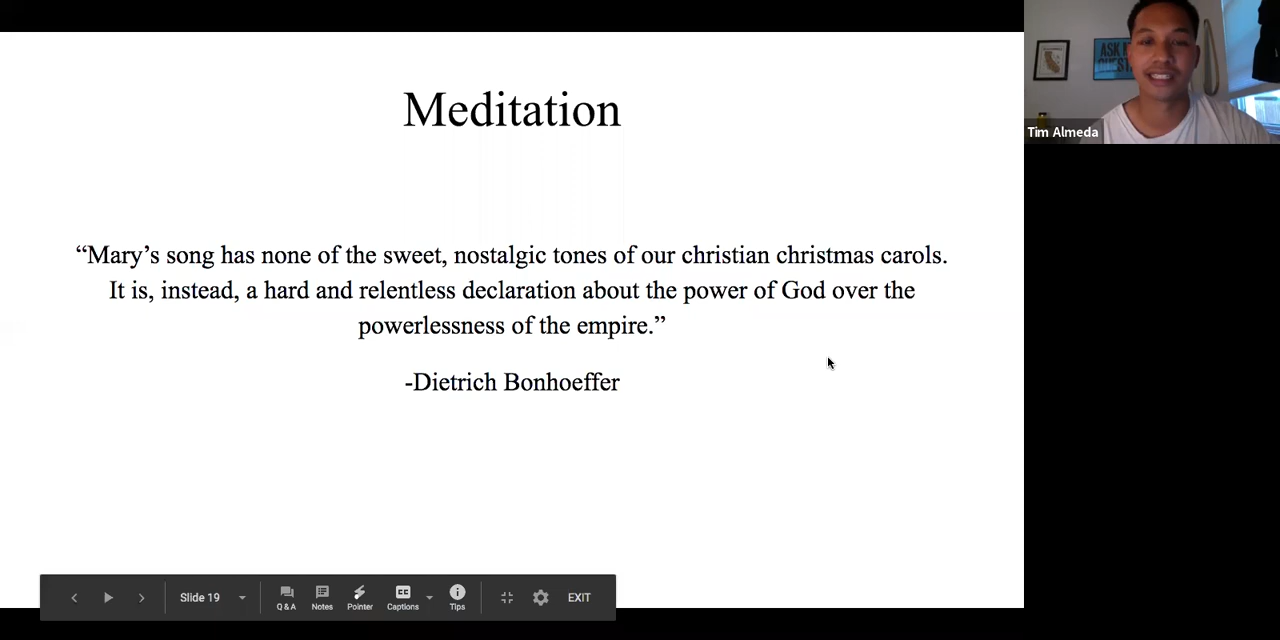 Meditation
“Mary’s song has none of the sweet, nostalgic tones of our christian christmas carols.
It is, instead, a hard and relentless declaration about the power of God over the
powerlessness of the empire.”
-Dietrich Bonhoeffer
ASK
Tim Almeda
Slide 19
Q & A
Notes
Pointer
CC
Captions
Tips
EXIT